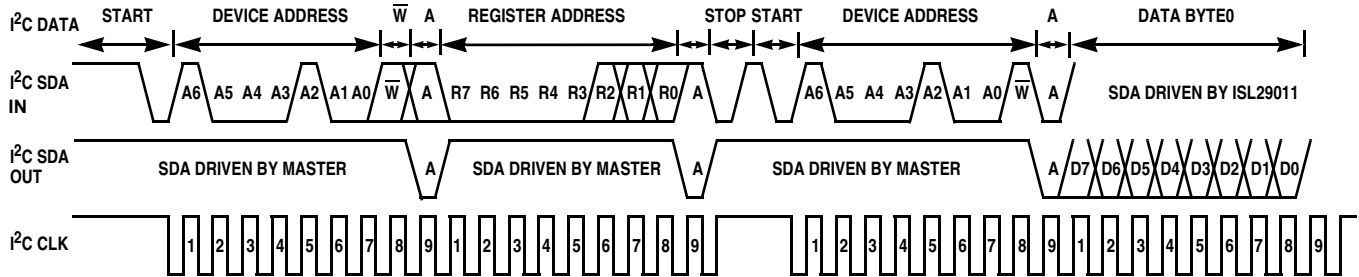 I²C DATA START DEVICE ADDRESS W̅ A REGISTER ADDRESS STOP START DEVICE ADDRESS A DATA BYTE0
I²C SDA IN A6 A5 A4 A3 A2 A1 A0 W̅ A R7 R6 R5 R4 R3 R2 R1 R0 A A6 A5 A4 A3 A2 A1 A0 W̅ A SDA DRIVEN BY ISL29011
I²C SDA OUT SDA DRIVEN BY MASTER A SDA DRIVEN BY MASTER A SDA DRIVEN BY MASTER A D7 D6 D5 D4 D3 D2 D1 D0
I²C CLK 1 2 3 4 5 6 7 8 9 1 2 3 4 5 6 7 8 9 1 2 3 4 5 6 7 8 9 1 2 3 4 5 6 7 8 9